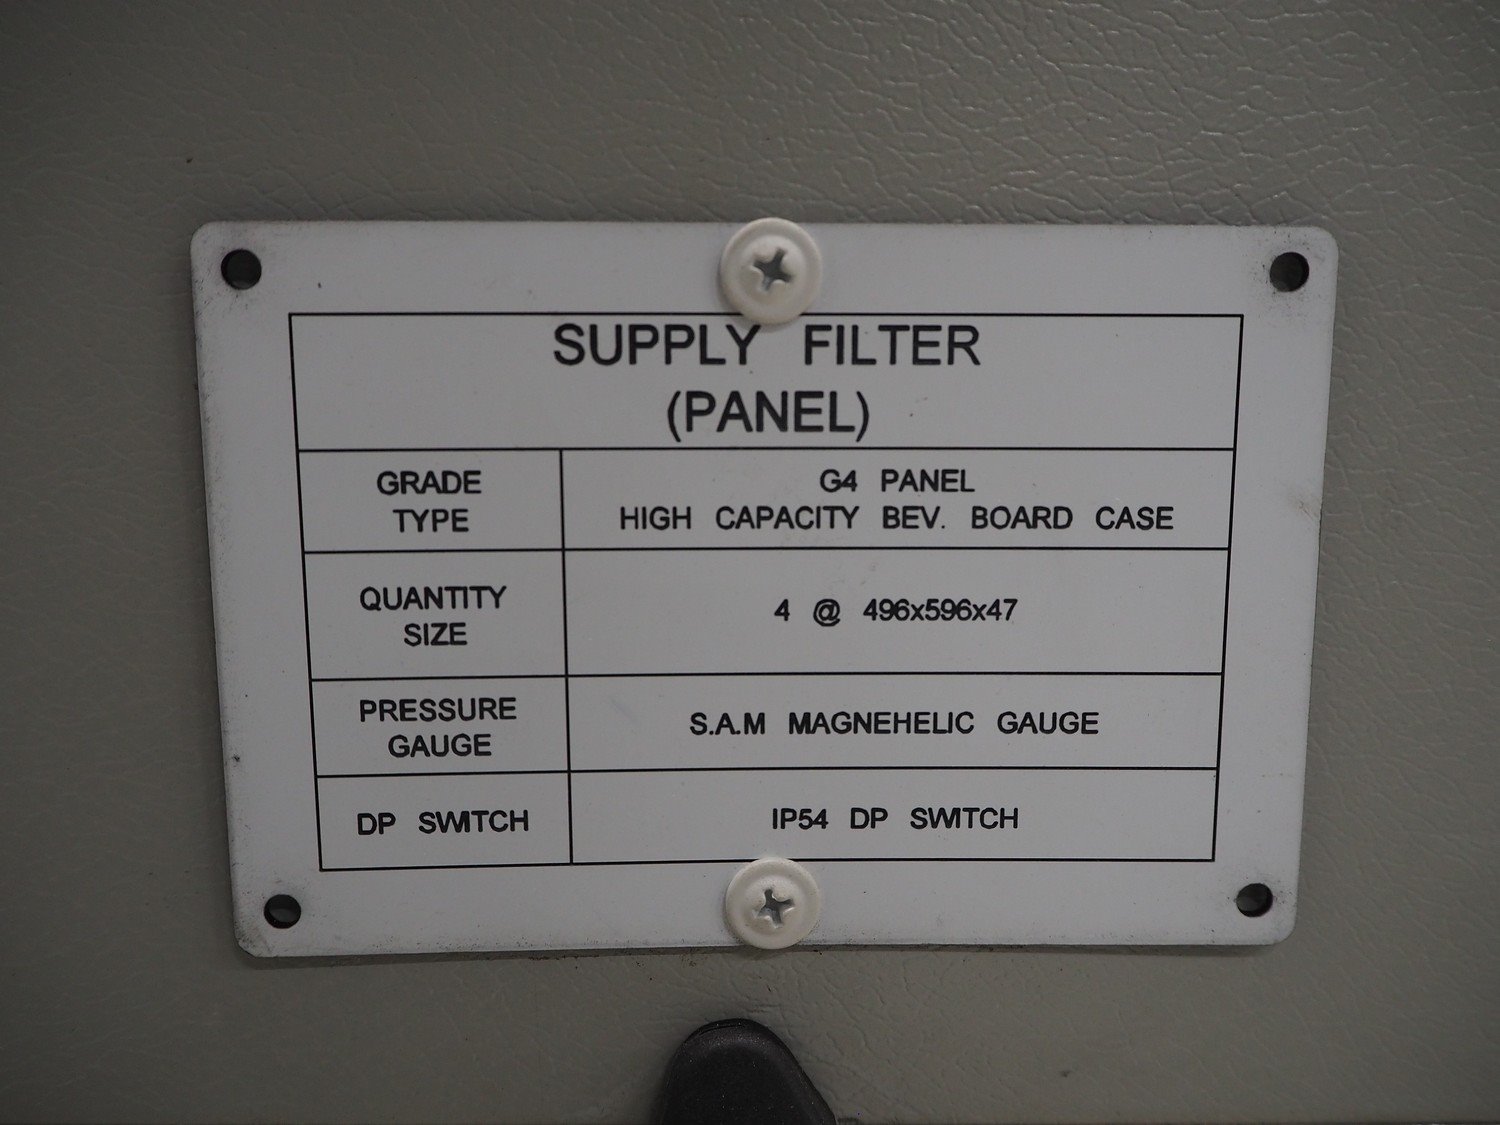 SUPPLY FILTER
(PANEL)
GRADE
TYPE
G4 PANEL
HIGH CAPACITY BEV. BOARD CASE
QUANTITY
SIZE
4 @ 496x596x47
PRESSURE
GAUGE
S.A.M MAGNEHELIC GAUGE
DP SWITCH
IP54 DP SWITCH